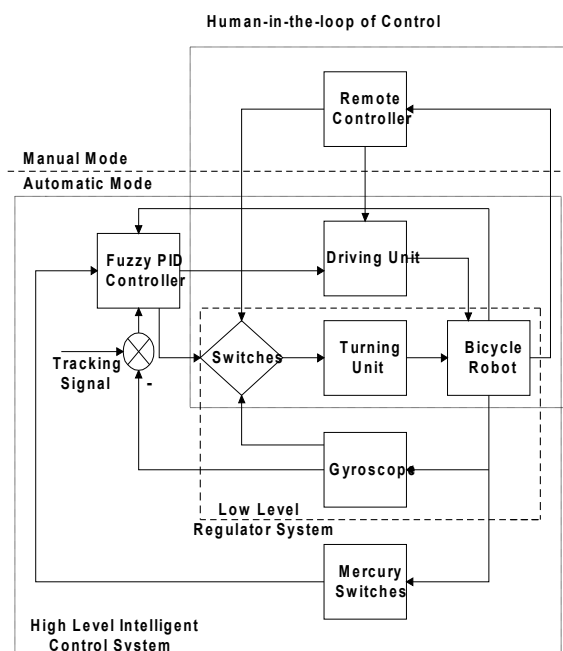 Human-in-the-loop of Control
Remote
Controller
Manual Mode
Automatic Mode
Fuzzy PID
Controller
Driving Unit
Tracking
Signal
-
Switches
Turning
Unit
Bicycle
Robot
Gyroscope
Low Level
Regulator System
Mercury
Switches
High Level Intelligent
Control System